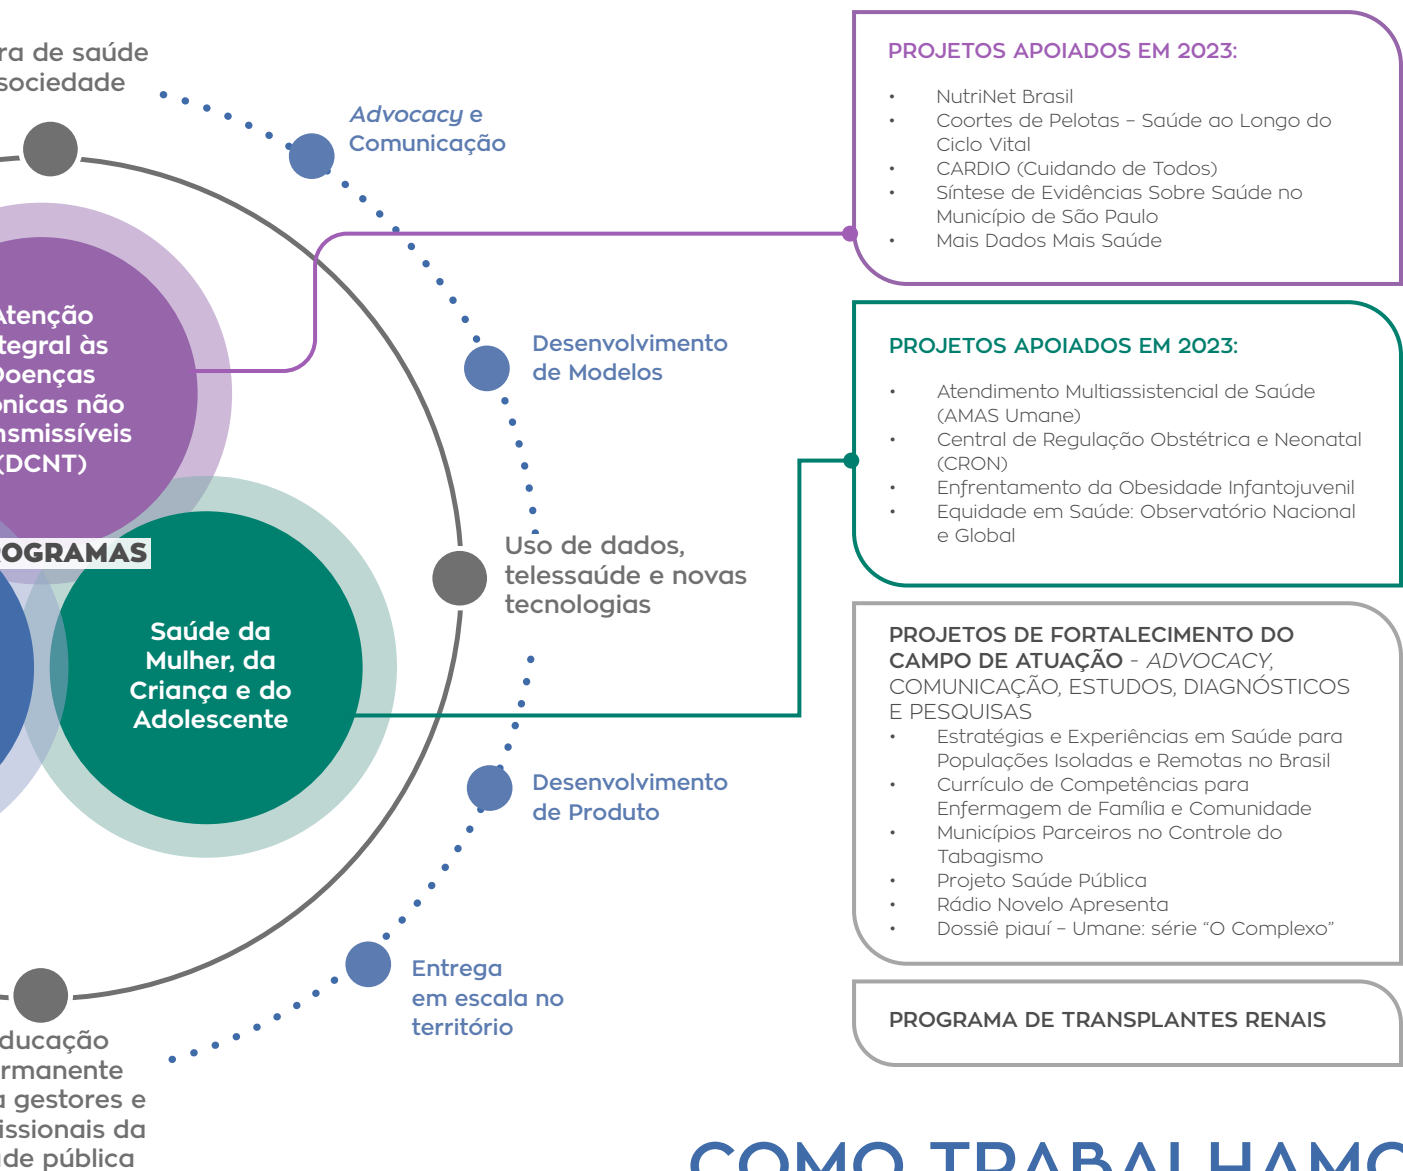 ra de saúde
sociedade
Advocacy e
Comunicação
Atenção
tegral às
Doenças
ônicas não
nsmissíveis
(DCNT)
Desenvolvimento
de Modelos
OGRAMAS
Uso de dados,
telessaúde e novas
tecnologias
Saúde da
Mulher, da
Criança e do
Adolescente
Desenvolvimento
de Produto
Entrega
em escala no
território
ducação
rmanente
a gestores e
issionais da
de pública
PROJETOS APOIADOS EM 2023:
• NutriNet Brasil
• Coortes de Pelotas – Saúde ao Longo do
Ciclo Vital
• CARDIO (Cuidando de Todos)
• Síntese de Evidências Sobre Saúde no
Município de São Paulo
• Mais Dados Mais Saúde
PROJETOS APOIADOS EM 2023:
• Atendimento Multiassistencial de Saúde
(AMAS Umane)
• Central de Regulação Obstétrica e Neonatal
(CRON)
• Enfrentamento da Obesidade Infantojuvenil
• Equidade em Saúde: Observatório Nacional
e Global
PROJETOS DE FORTALECIMENTO DO
CAMPO DE ATUAÇÃO - ADVOCACY,
COMUNICAÇÃO, ESTUDOS, DIAGNÓSTICOS
E PESQUISAS
• Estratégias e Experiências em Saúde para
Populações Isoladas e Remotas no Brasil
• Currículo de Competências para
Enfermagem de Família e Comunidade
• Municípios Parceiros no Controle do
Tabagismo
• Projeto Saúde Pública
• Rádio Novelo Apresenta
• Dossiê piauí – Umane: série “O Complexo”
PROGRAMA DE TRANSPLANTES RENAIS
COMO TRABALHAMO